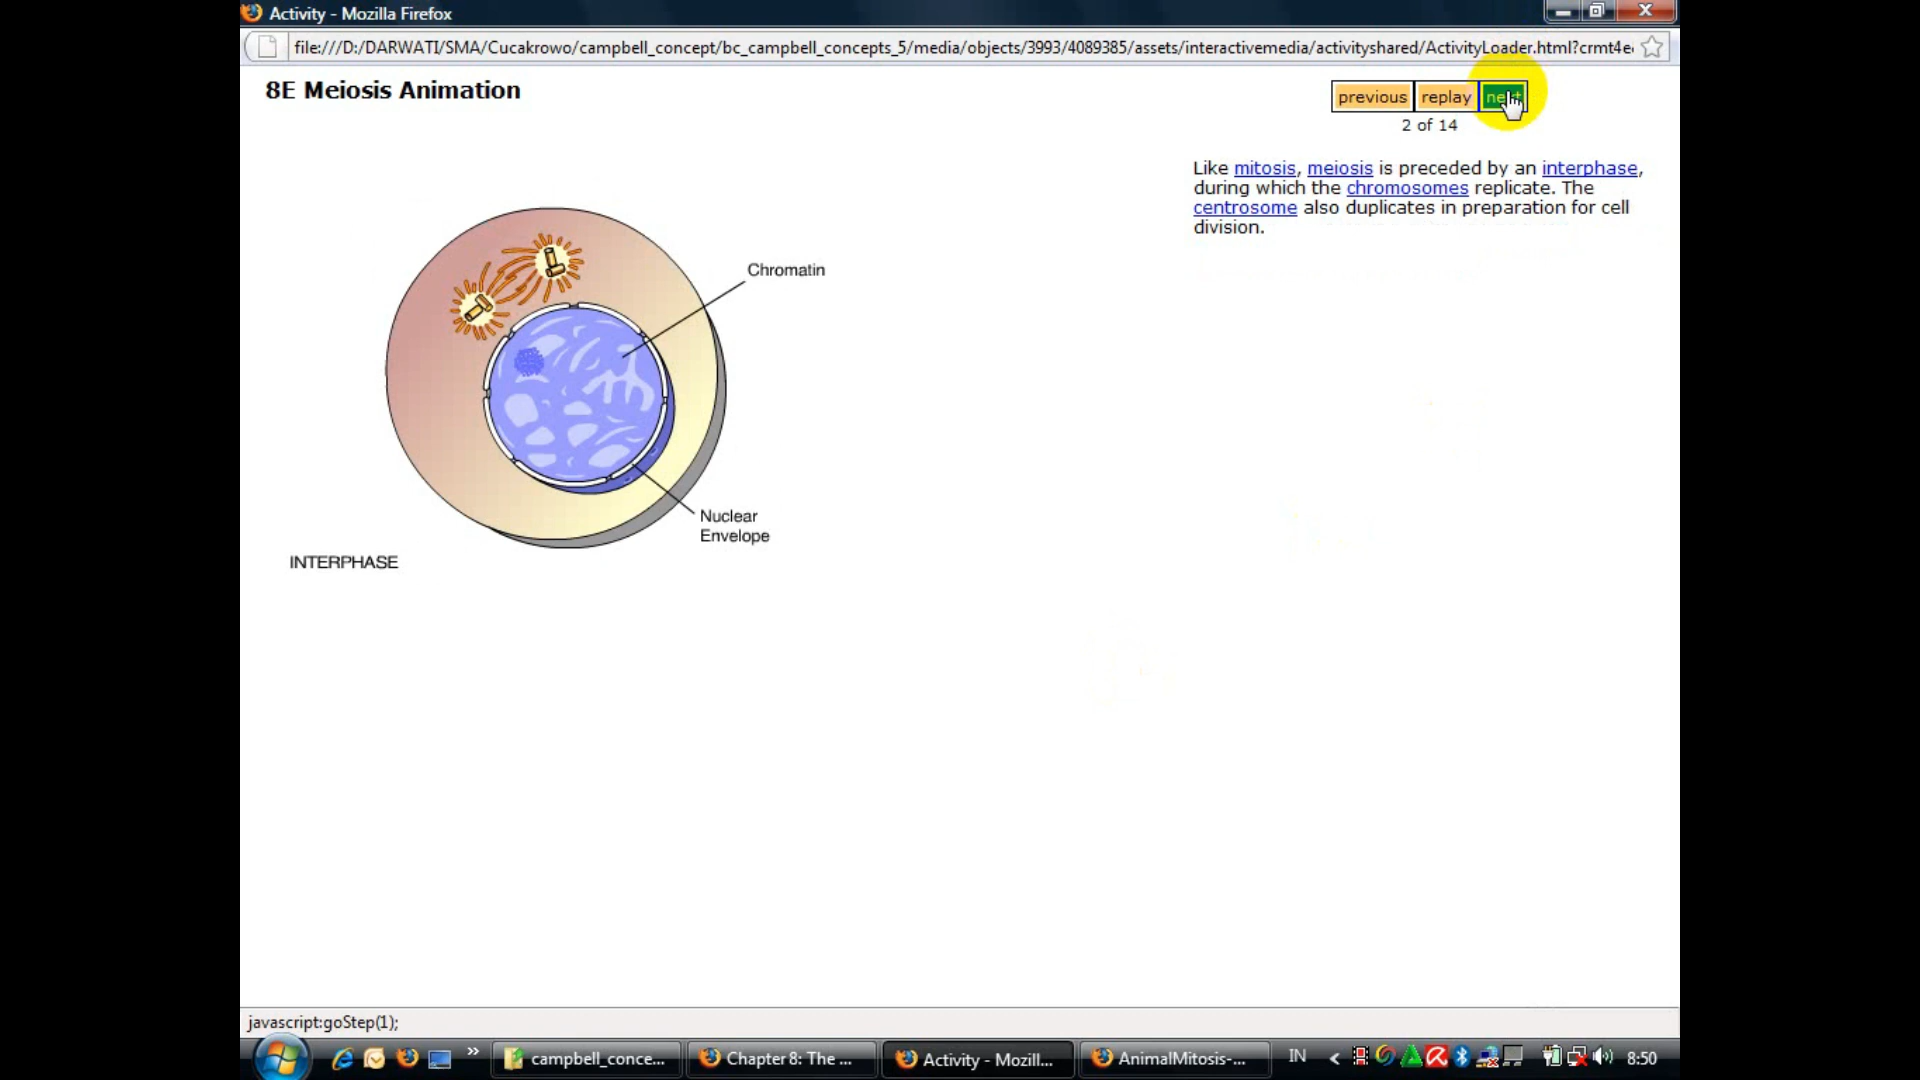 Activity - Mozilla Firefox
file:///D:/DARWATI/SMA/Cucakrowo/campbell_concept/bc_campbell_concepts_5/media/objects/3993/4089385/assets/interactivemedia/activityshared/ActivityLoader.html?crmt4e
8E Meiosis Animation
previous replay next
2 of 14
Like mitosis, meiosis is preceded by an interphase,
during which the chromosomes replicate. The
centrosome also duplicates in preparation for cell
division.
Chromatin
Nuclear
Envelope
INTERPHASE
javascript:goStep(1);
campbell_conce... Chapter 8: The ... Activity - Mozill... AnimalMitosis-... IN 8:50